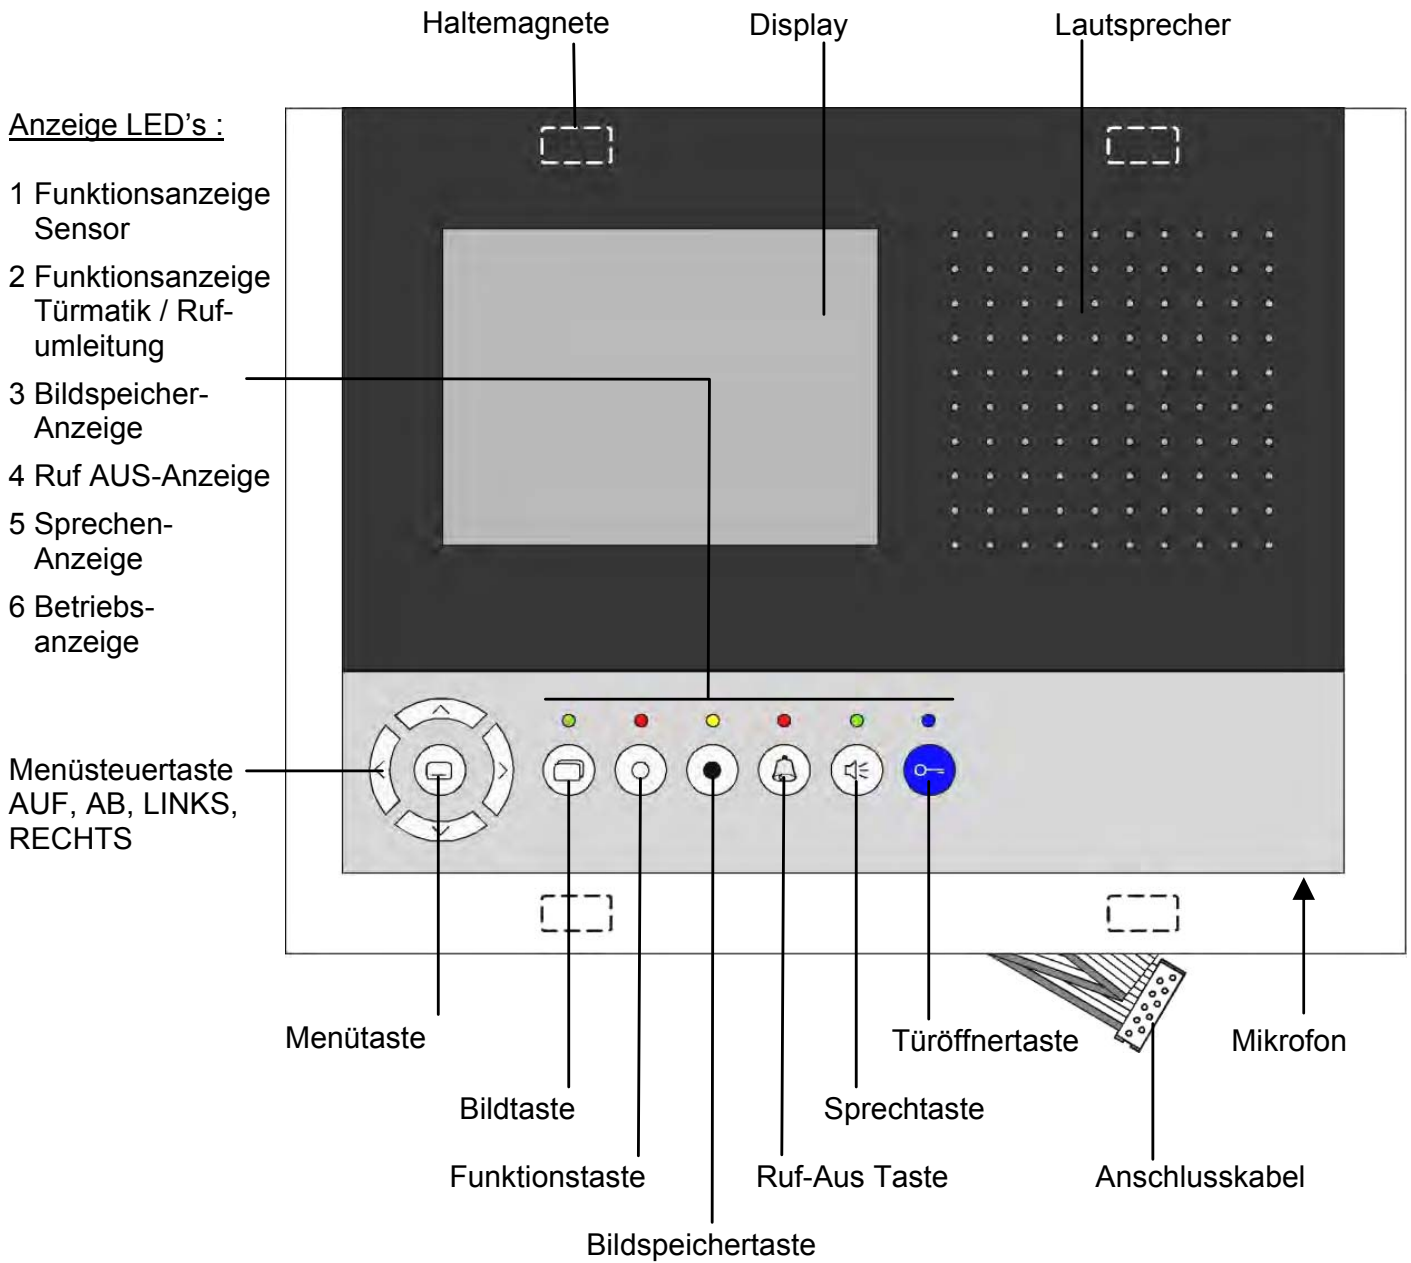 Haltemagnete
Display
Lautsprecher
Anzeige LED’s :
1 Funktionsanzeige
Sensor
2 Funktionsanzeige
Türmatik / Ruf-
umleitung
3 Bildspeicher-
Anzeige
4 Ruf AUS-Anzeige
5 Sprechen-
Anzeige
6 Betriebs-
anzeige
Menüsteuertaste
AUF, AB, LINKS,
RECHTS
Menütaste
Türöffnertaste
Mikrofon
Bildtaste
Sprechtaste
Funktionstaste
Ruf-Aus Taste
Anschlusskabel
Bildspeichertaste